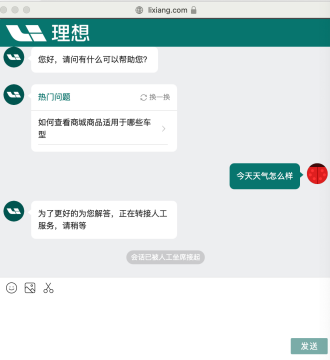 lixiang.com
理想
您好，请问有什么可以帮助您?
热门问题
换一换
如何查看商城商品适用于哪些车
型
今天天气怎么样
为了更好的为您解答，正在转接人工
服务，请稍等
会话已被人工坐席接起
发送